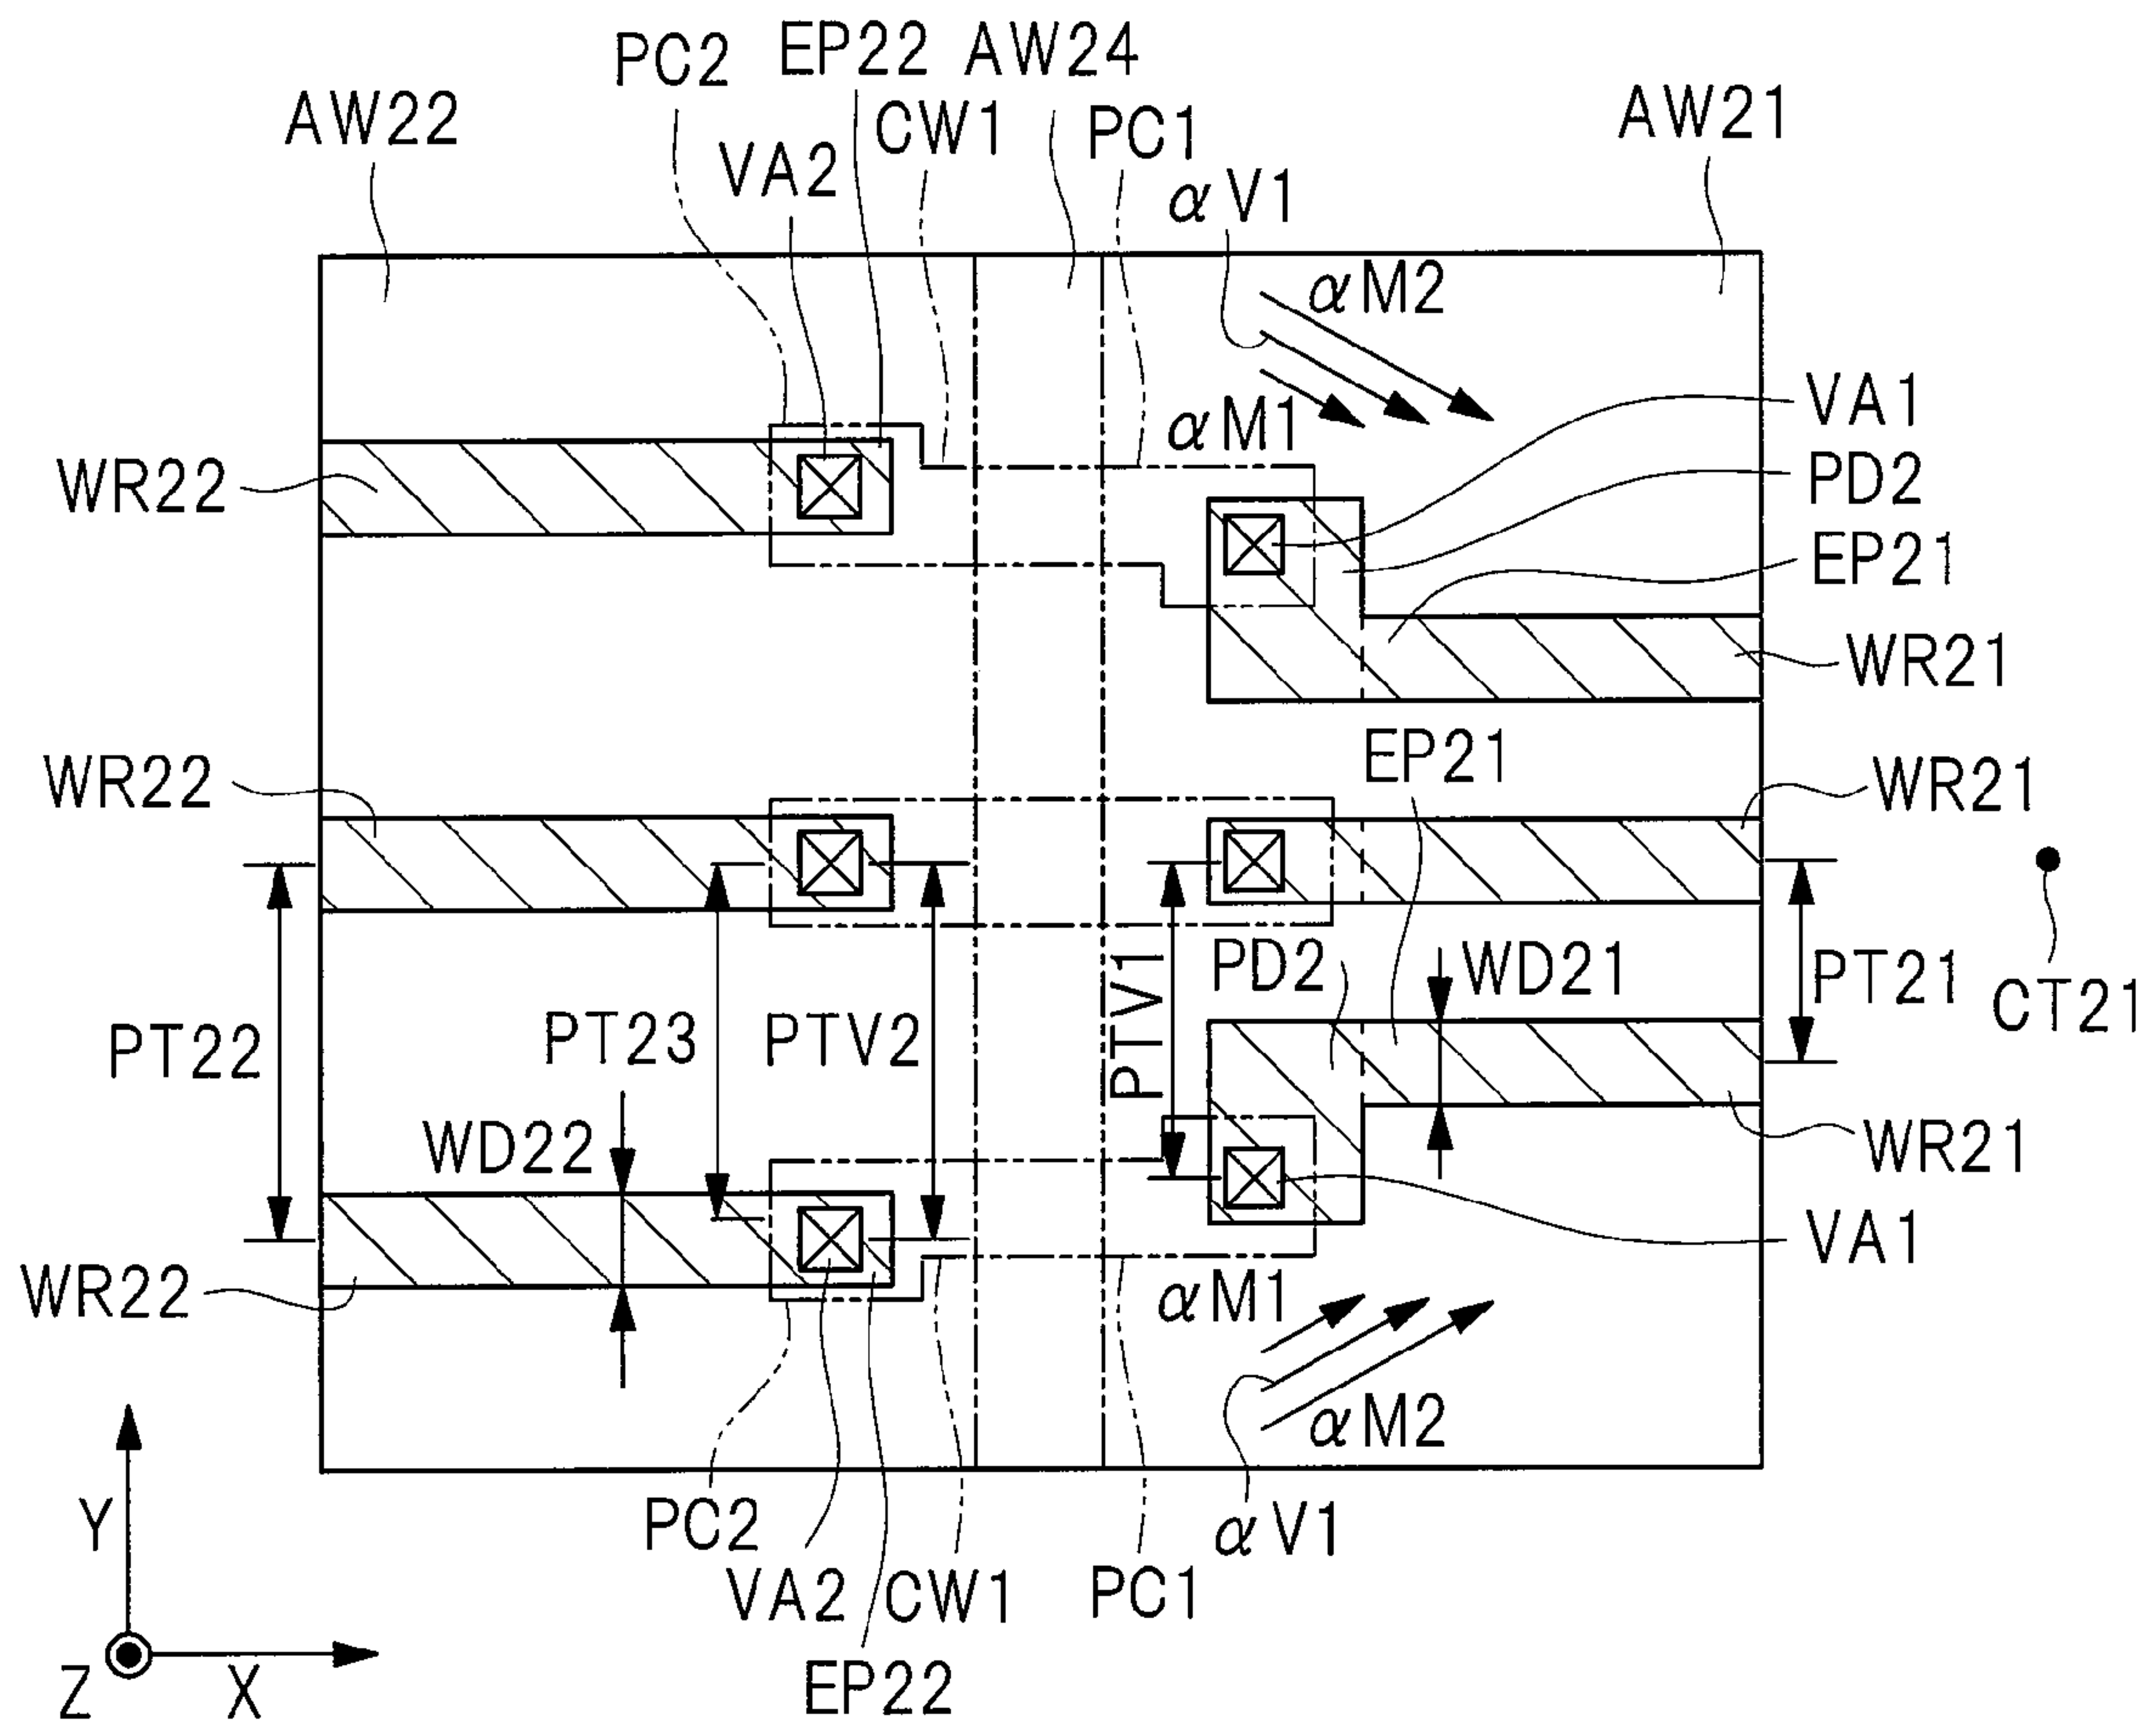 PC2
EP22
AW24
AW22
VA2
CW1
PC1
AW21
αV1
αM2
VA1
αM1
PD2
WR22
EP21
WR21
EP21
WR22
WR21
PD2
WD21
PT21
CT21
PT22
PT23
PTV2
PTV1
WD22
WR21
VA1
WR22
αM1
αM2
PC2
αV1
VA2
CW1
PC1
EP22
Y
Z
X